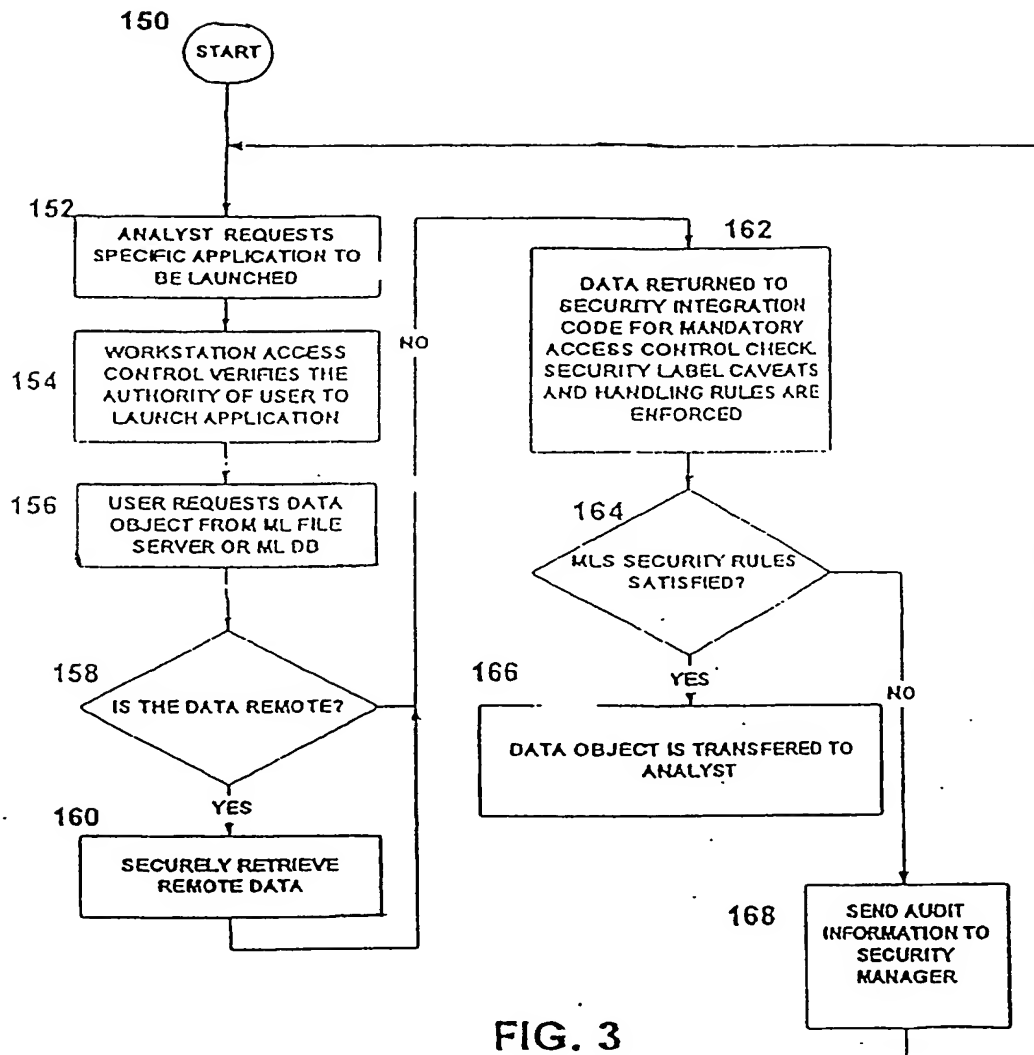 150
START
152
ANALYST REQUESTS
SPECIFIC APPLICATION TO
BE LAUNCHED
154
WORKSTATION ACCESS
CONTROL VERIFIES THE
AUTHORITY OF USER TO
LAUNCH APPLICATION
156
USER REQUESTS DATA
OBJECT FROM ML FILE
SERVER OR ML DB
158
IS THE DATA REMOTE?
NO
YES
160
SECURELY RETRIEVE
REMOTE DATA
162
DATA RETURNED TO
SECURITY INTEGRATION
CODE FOR MANDATORY
ACCESS CONTROL CHECK.
SECURITY LABEL CAVEATS
AND HANDLING RULES ARE
ENFORCED
164
MLS SECURITY RULES
SATISFIED?
YES
NO
166
DATA OBJECT IS TRANSFERED TO
ANALYST
168
SEND AUDIT
INFORMATION TO
SECURITY
MANAGER
FIG. 3